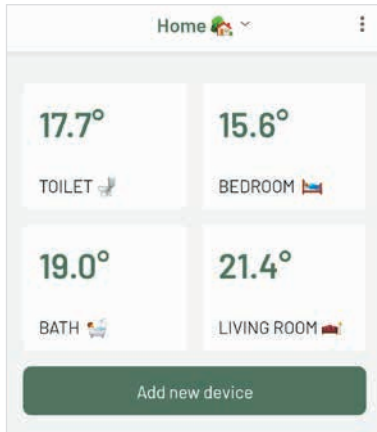 Home 🏡
17.7°
TOILET 🚽
15.6°
BEDROOM 🛏️
19.0°
BATH 🛀
21.4°
LIVING ROOM 🛋️
Add new device